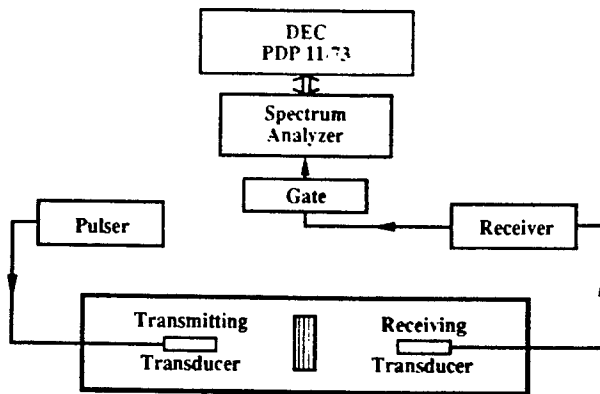 DEC
PDP 11-73
Spectrum
Analyzer
Gate
Pulser
Receiver
Transmitting
Transducer
Receiving
Transducer